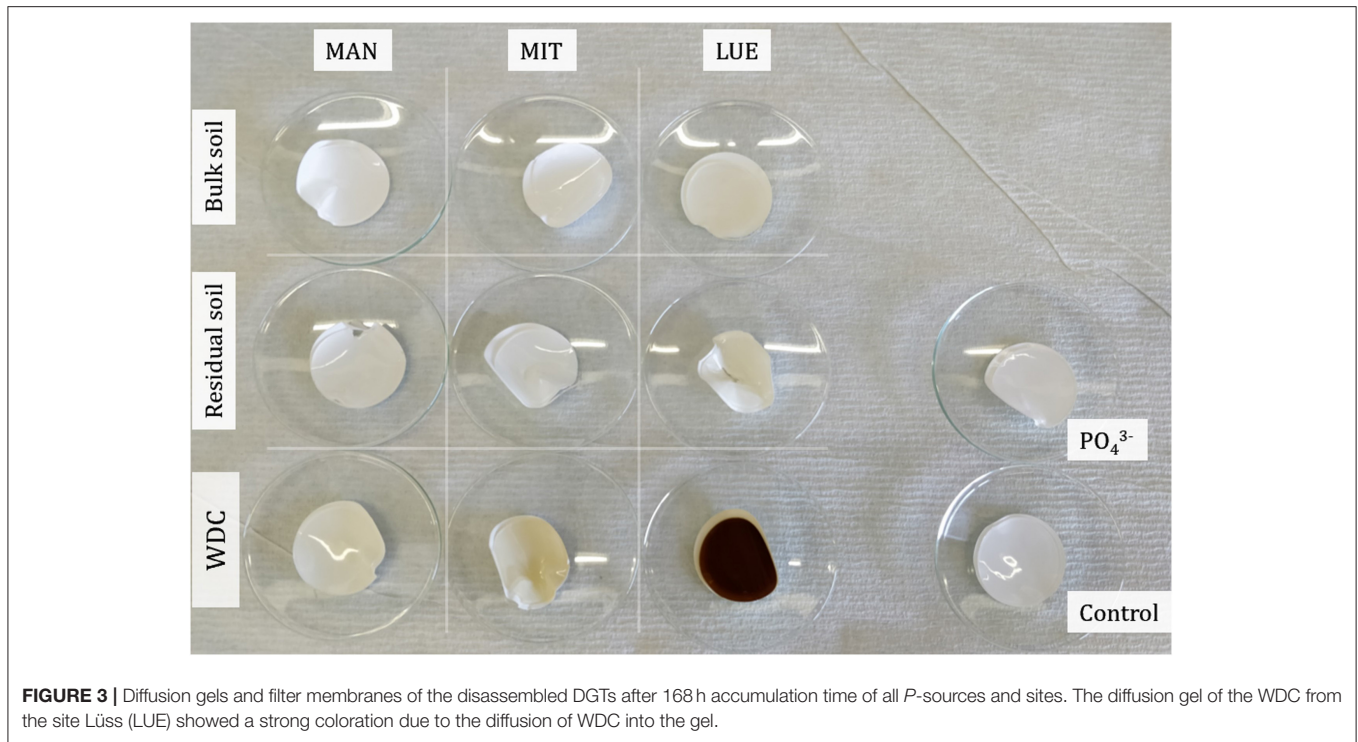 MAN MIT LUE
Bulk soil
Residual soil
PO₄³⁻
WDC
Control
FIGURE 3 | Diffusion gels and filter membranes of the disassembled DGTs after 168 h accumulation time of all P-sources and sites. The diffusion gel of the WDC from
the site Lüss (LUE) showed a strong coloration due to the diffusion of WDC into the gel.